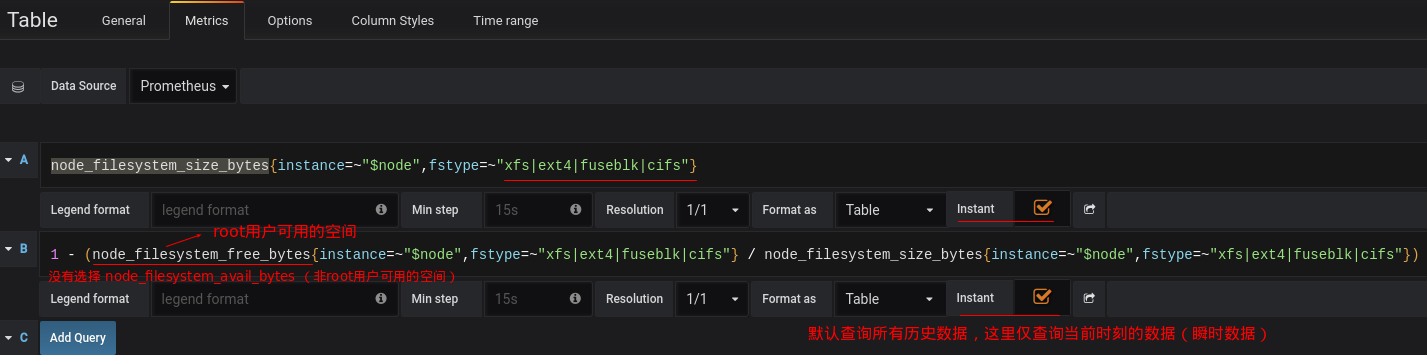 Table General Metrics Options Column Styles Time range
Data Source Prometheus
A node_filesystem_size_bytes{instance=~"$node",fstype=~"xfs|ext4|fuseblk|cifs"}
Legend format legend format Min step 15s Resolution 1/1 Format as Table Instant
root用户可用的空间
B 1 - (node_filesystem_free_bytes{instance=~"$node",fstype=~"xfs|ext4|fuseblk|cifs"} / node_filesystem_size_bytes{instance=~"$node",fstype=~"xfs|ext4|fuseblk|cifs"})
没有选择 node_filesystem_avail_bytes （非root用户可用的空间）
Legend format legend format Min step 15s Resolution 1/1 Format as Table Instant
C Add Query
默认查询所有历史数据，这里仅查询当前时刻的数据（瞬时数据）